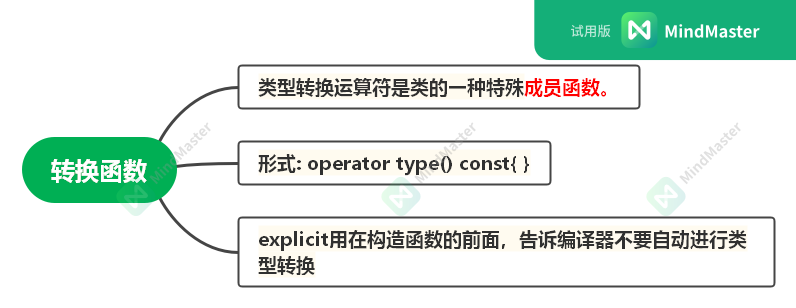 试用版 MindMaster
类型转换运算符是类的一种特殊成员函数。
转换函数
形式: operator type() const{ }
explicit用在构造函数的前面，告诉编译器不要自动进行类
型转换
MindMaster
MindMaster
MindMaster